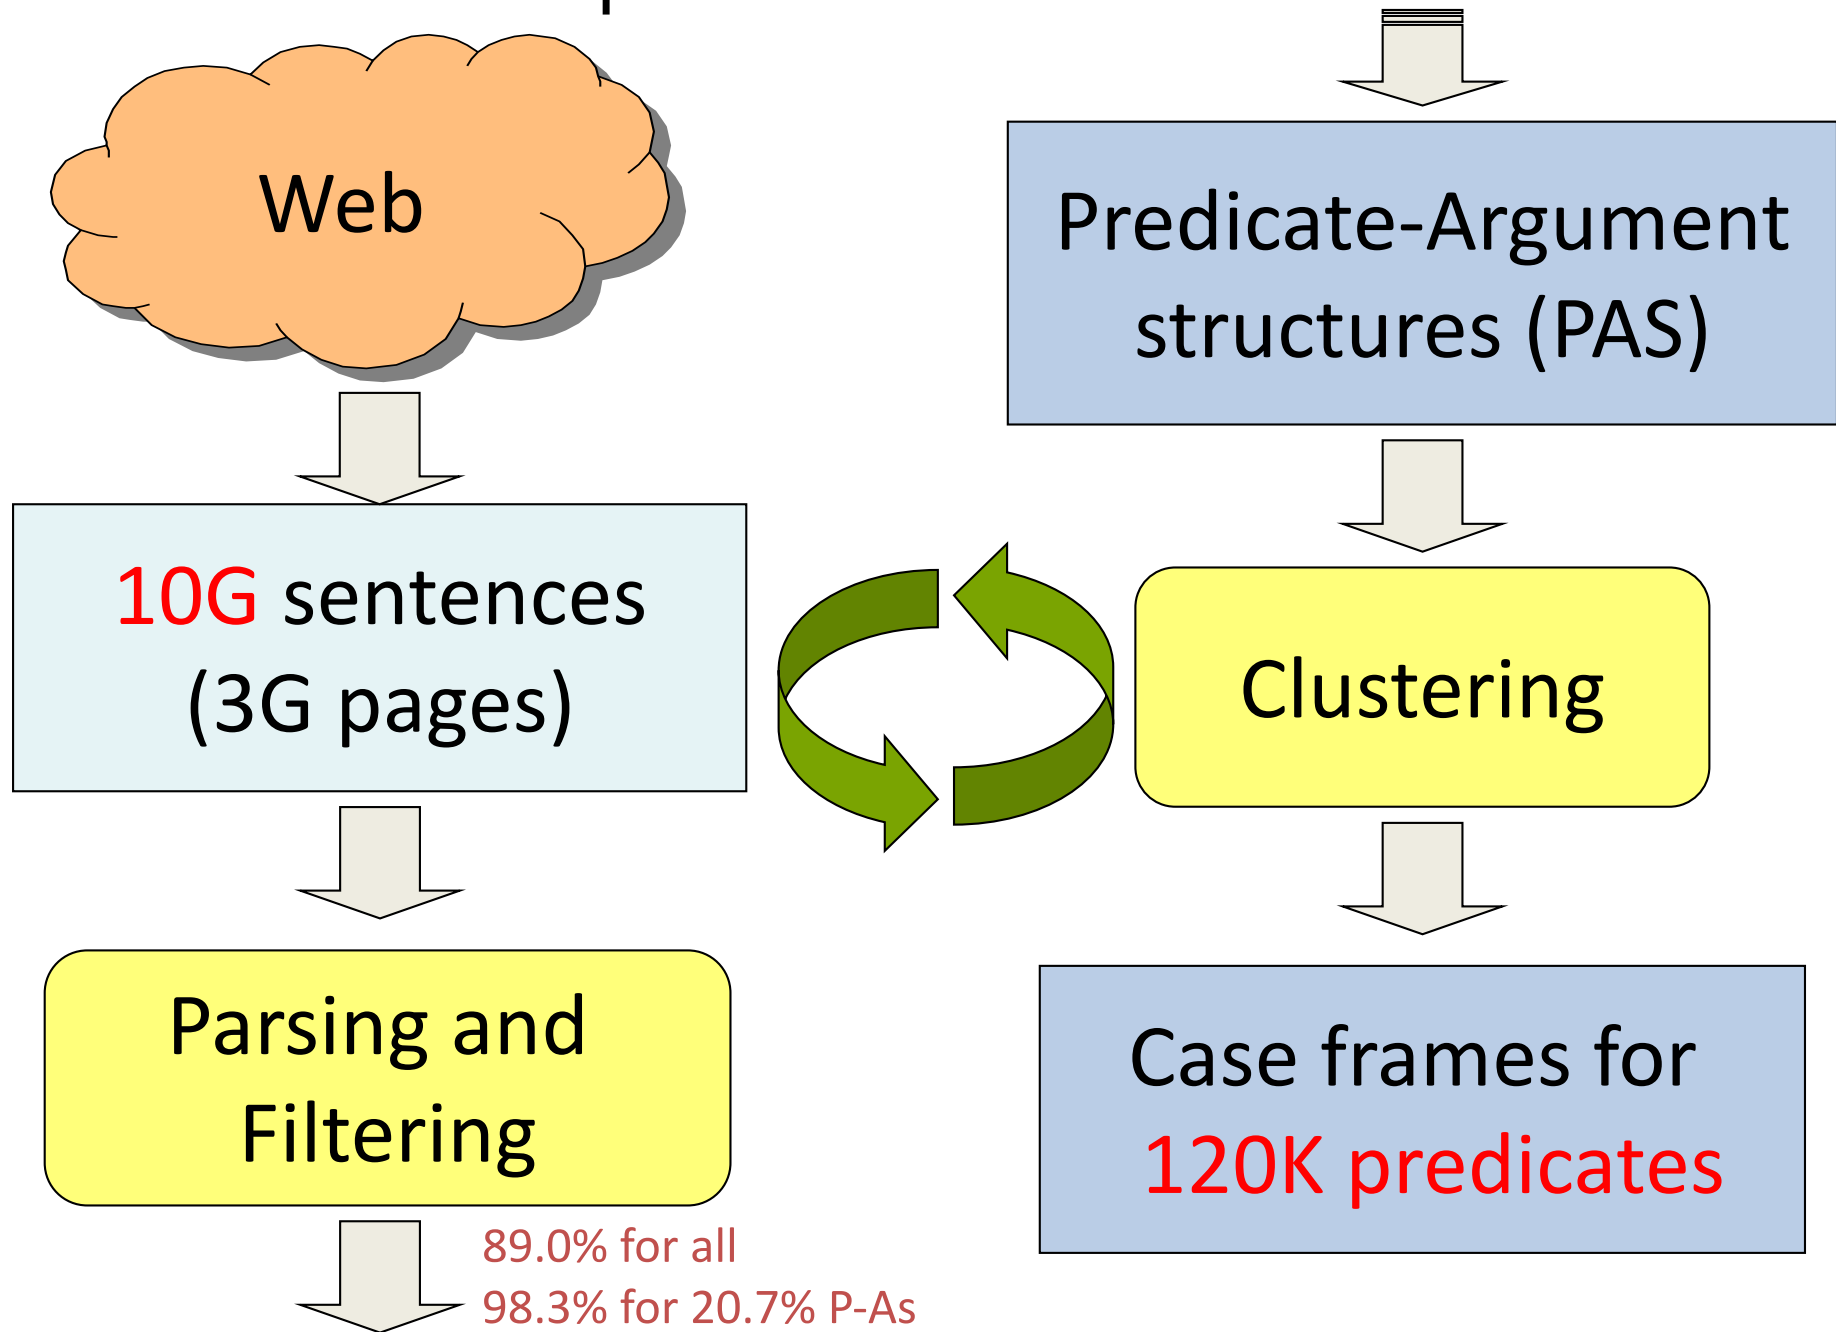 Web
10G sentences
(3G pages)
Parsing and
Filtering
89.0% for all
98.3% for 20.7% P-As
Predicate-Argument
structures (PAS)
Clustering
Case frames for
120K predicates